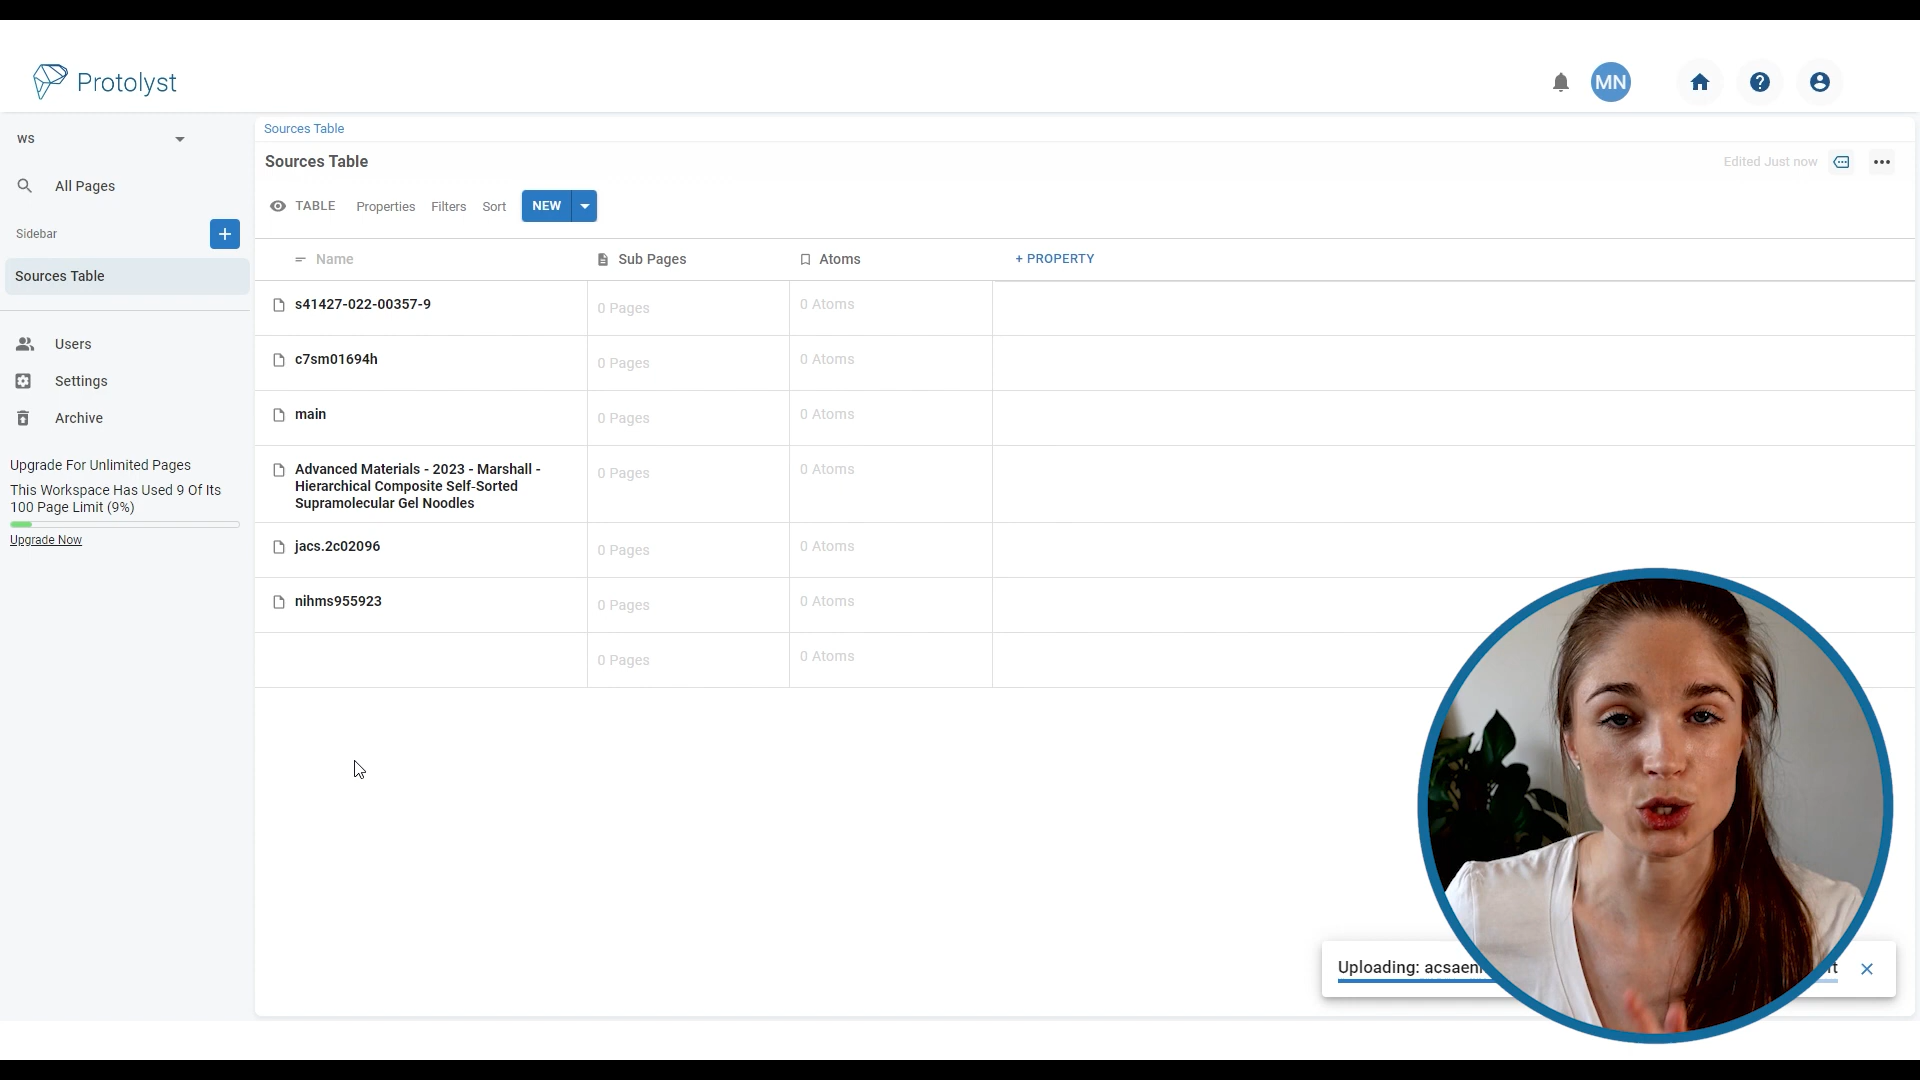 Protolyst
MN
WS
All Pages
Sidebar
Sources Table
Users
Settings
Archive
Upgrade For Unlimited Pages
This Workspace Has Used 9 Of Its
100 Page Limit (9%)
Upgrade Now
Sources Table
Sources Table
Edited Just now
TABLE Properties Filters Sort NEW
Name Sub Pages Atoms + PROPERTY
s41427-022-00357-9 0 Pages 0 Atoms
c7sm01694h 0 Pages 0 Atoms
main 0 Pages 0 Atoms
Advanced Materials - 2023 - Marshall - 0 Pages 0 Atoms
Hierarchical Composite Self-Sorted
Supramolecular Gel Noodles
jacs.2c02096 0 Pages 0 Atoms
nihms955923 0 Pages 0 Atoms
0 Pages 0 Atoms
Uploading: